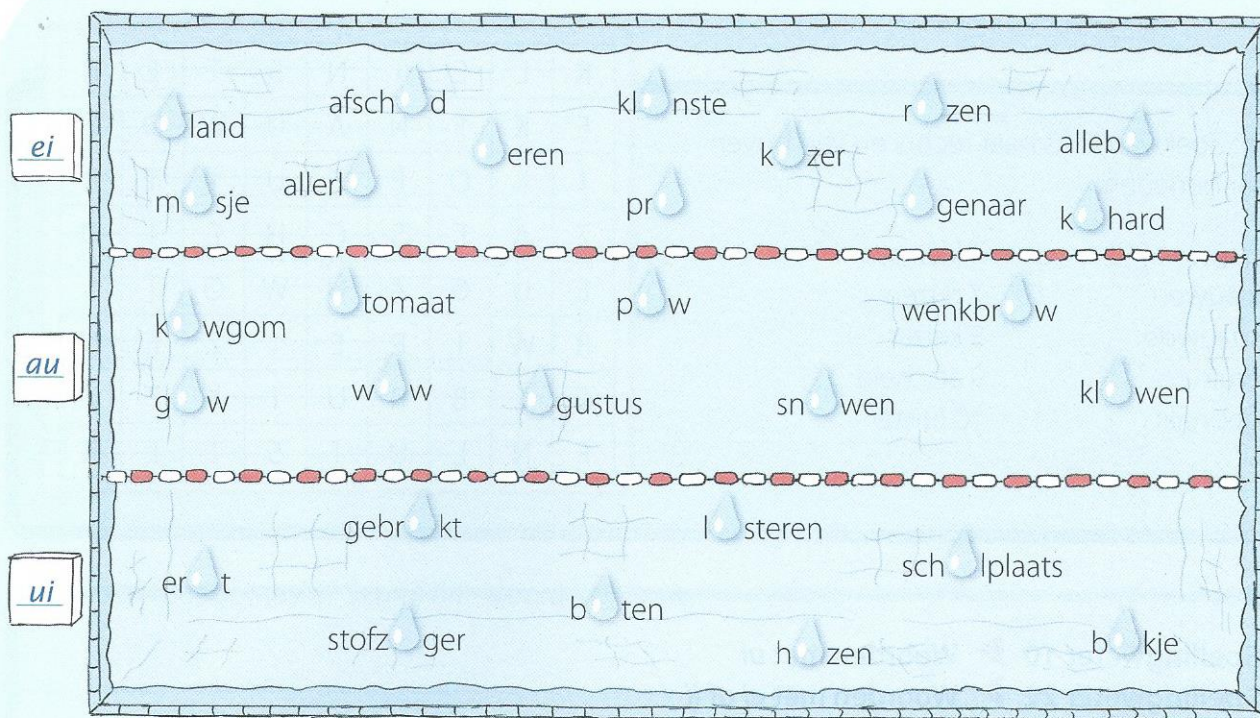 ei
land
afsch d
eren
kl nste
k zer
r zen
alleb
m sje
allerl
pr
genaar
k hard
au
k wgom
tomaat
p w
wenkbr w
g w
w w
gustus
sn wen
kl wen
ui
gebr kt
l steren
er t
b ten
sch lplaats
stofz ger
h zen
b kje